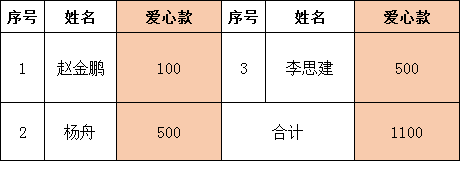 序号 姓名 爱心款 序号 姓名 爱心款
1 赵金鹏 100 3 李思建 500
2 杨舟 500 合计 1100